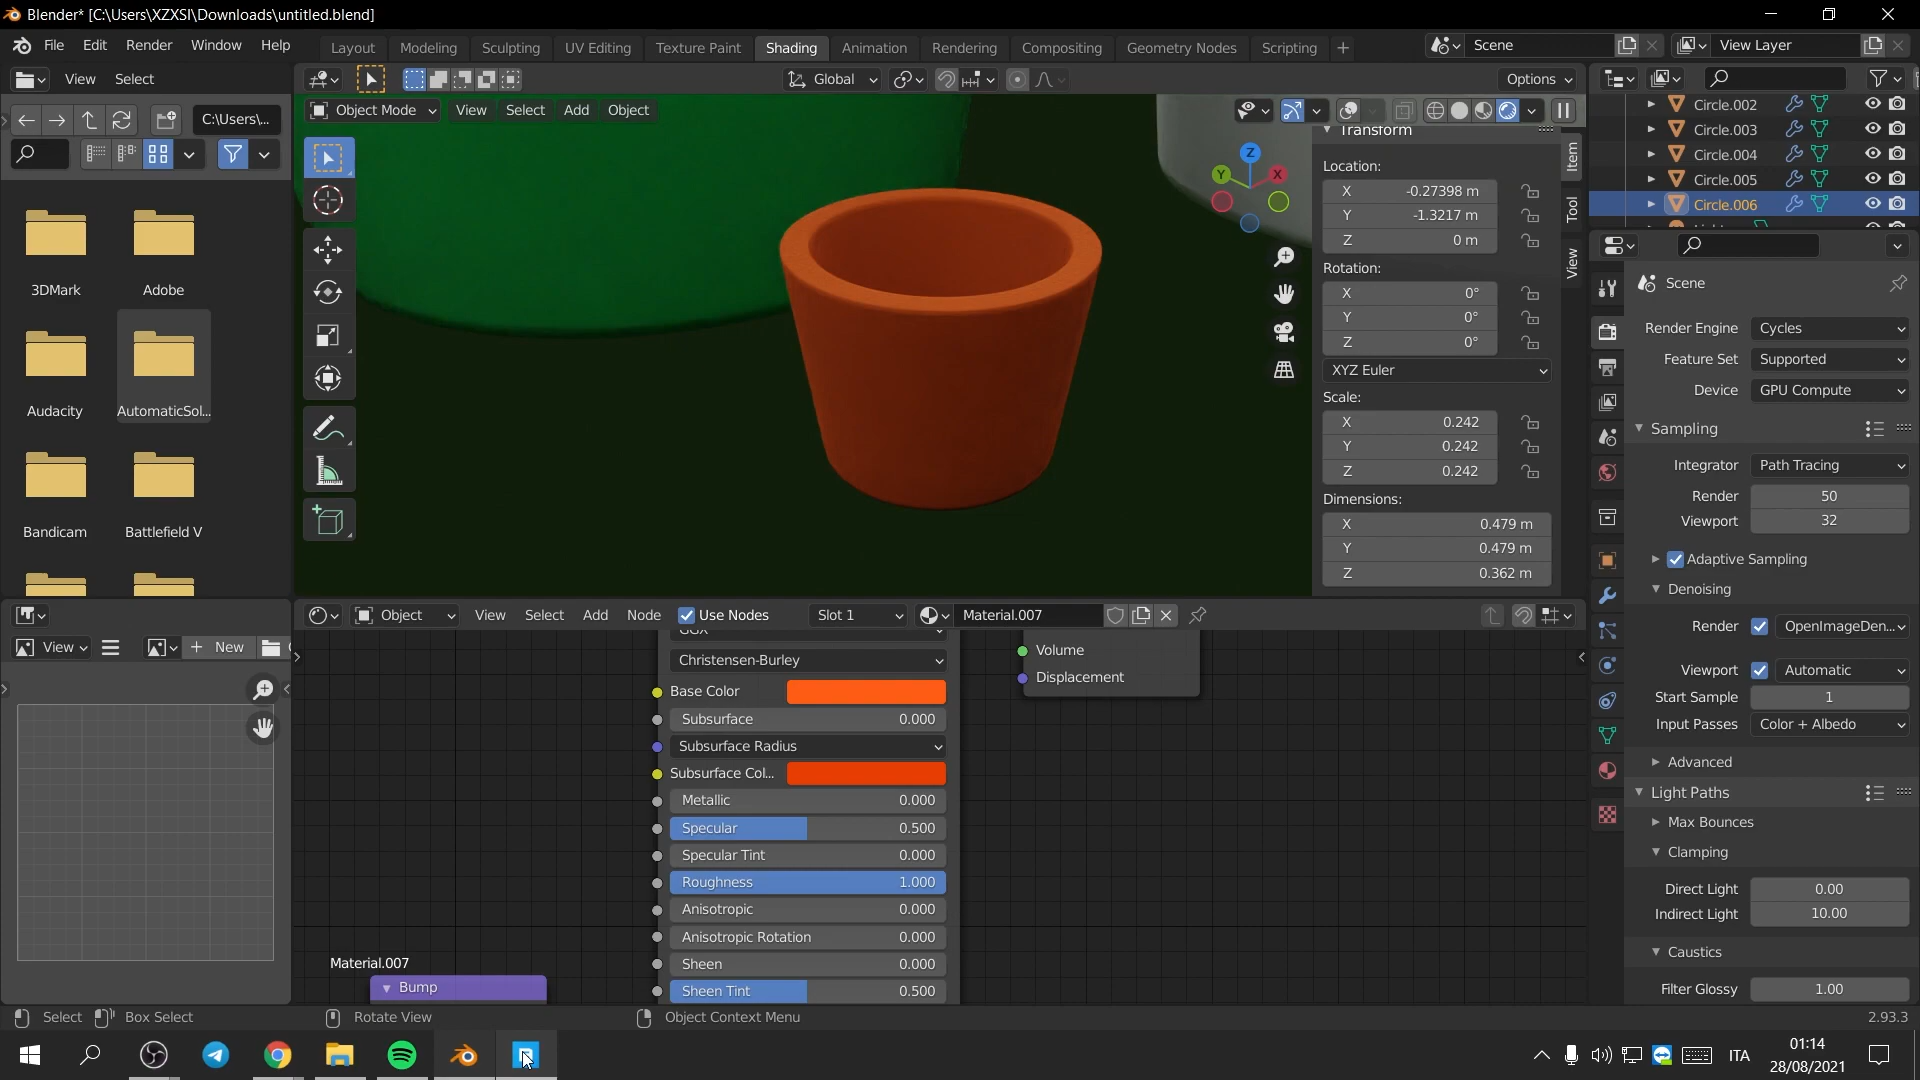 Blender* [C:\Users\XZXSI\Downloads\untitled.blend]
File Edit Render Window Help Layout Modeling Sculpting UV Editing Texture Paint Shading Animation Rendering Compositing Geometry Nodes Scripting + Scene View Layer
View Select
Global
Options
C:\Users\...
Object Mode View Select Add Object
3DMark Adobe
Audacity AutomaticSol...
Bandicam Battlefield V
Z
Y X
Transform
Location:
X -0.27398 m
Y -1.3217 m
Z 0 m
Rotation:
X 0°
Y 0°
Z 0°
XYZ Euler
Scale:
X 0.242
Y 0.242
Z 0.242
Dimensions:
X 0.479 m
Y 0.479 m
Z 0.362 m
Item
Tool
View
Circle.002
Circle.003
Circle.004
Circle.005
Circle.006
Scene
Render Engine Cycles
Feature Set Supported
Device GPU Compute
Sampling
Integrator Path Tracing
Render 50
Viewport 32
Adaptive Sampling
Denoising
Render OpenImageDen...
Viewport Automatic
Start Sample 1
Input Passes Color + Albedo
Advanced
Light Paths
Max Bounces
Clamping
Direct Light 0.00
Indirect Light 10.00
Caustics
Filter Glossy 1.00
View + New
Object View Select Add Node Use Nodes Slot 1 Material.007
GGX
Christensen-Burley
Base Color
Subsurface 0.000
Subsurface Radius
Subsurface Col...
Metallic 0.000
Specular 0.500
Specular Tint 0.000
Roughness 1.000
Anisotropic 0.000
Anisotropic Rotation 0.000
Sheen 0.000
Sheen Tint 0.500
Volume
Displacement
Material.007
Bump
Select Box Select Rotate View Object Context Menu 2.93.3
ITA
01:14
28/08/2021